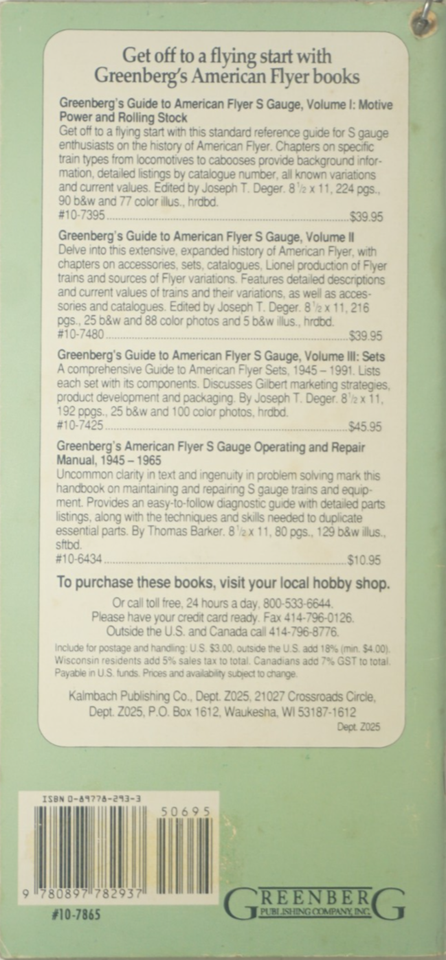 Get off to a flying start with
Greenberg's American Flyer books
Greenberg's Guide to American Flyer S Gauge, Volume I: Motive
Power and Rolling Stock
Get off to a flying start with this standard reference guide for S gauge
enthusiasts on the history of American Flyer. Chapters on specific
train types from locomotives to cabooses provide background infor-
mation, detailed listings by catalogue number, all known variations
and current values. Edited by Joseph T. Deger. 8 1/2 x 11, 224 pgs.,
90 b&w and 77 color illus., hrdbd.
#10-7395 $39.95
Greenberg's Guide to American Flyer S Gauge, Volume II
Delve into this extensive, expanded history of American Flyer, with
chapters on accessories, sets, catalogues, Lionel production of Flyer
trains and sources of Flyer variations. Features detailed descriptions
and current values of trains and their variations, as well as acces-
sories and catalogues. Edited by Joseph T. Deger. 8 1/2 x 11, 216
pgs., 25 b&w and 88 color photos and 5 b&w illus., hrdbd.
#10-7480 $39.95
Greenberg's Guide to American Flyer S Gauge, Volume III: Sets
A comprehensive Guide to American Flyer Sets, 1945 – 1991. Lists
each set with its components. Discusses Gilbert marketing strategies,
product development and packaging. By Joseph T. Deger. 8 1/2 x 11,
192 ppgs., 25 b&w and 100 color photos, hrdbd.
#10-7425 $45.95
Greenberg's American Flyer S Gauge Operating and Repair
Manual, 1945 – 1965
Uncommon clarity in text and ingenuity in problem solving mark this
handbook on maintaining and repairing S gauge trains and equip-
ment. Provides an easy-to-follow diagnostic guide with detailed parts
listings, along with the techniques and skills needed to duplicate
essential parts. By Thomas Barker. 8 1/2 x 11, 80 pgs., 129 b&w illus.,
sftbd.
#10-6434 $10.95
To purchase these books, visit your local hobby shop.
Or call toll free, 24 hours a day, 800-533-6644.
Please have your credit card ready. Fax 414-796-0126.
Outside the U.S. and Canada call 414-796-8776.
Include for postage and handling: U.S. $3.00, outside the U.S. add 18% (min. $4.00).
Wisconsin residents add 5% sales tax to total. Canadians add 7% GST to total.
Payable in U.S. funds. Prices and availability subject to change.
Kalmbach Publishing Co., Dept. Z025, 21027 Crossroads Circle,
Dept. Z025, P.O. Box 1612, Waukesha, WI 53187-1612
Dept. Z025
ISBN 0-89778-293-3
50695
9 780897 782937
#10-7865
GREENBERG
PUBLISHING COMPANY, INC.